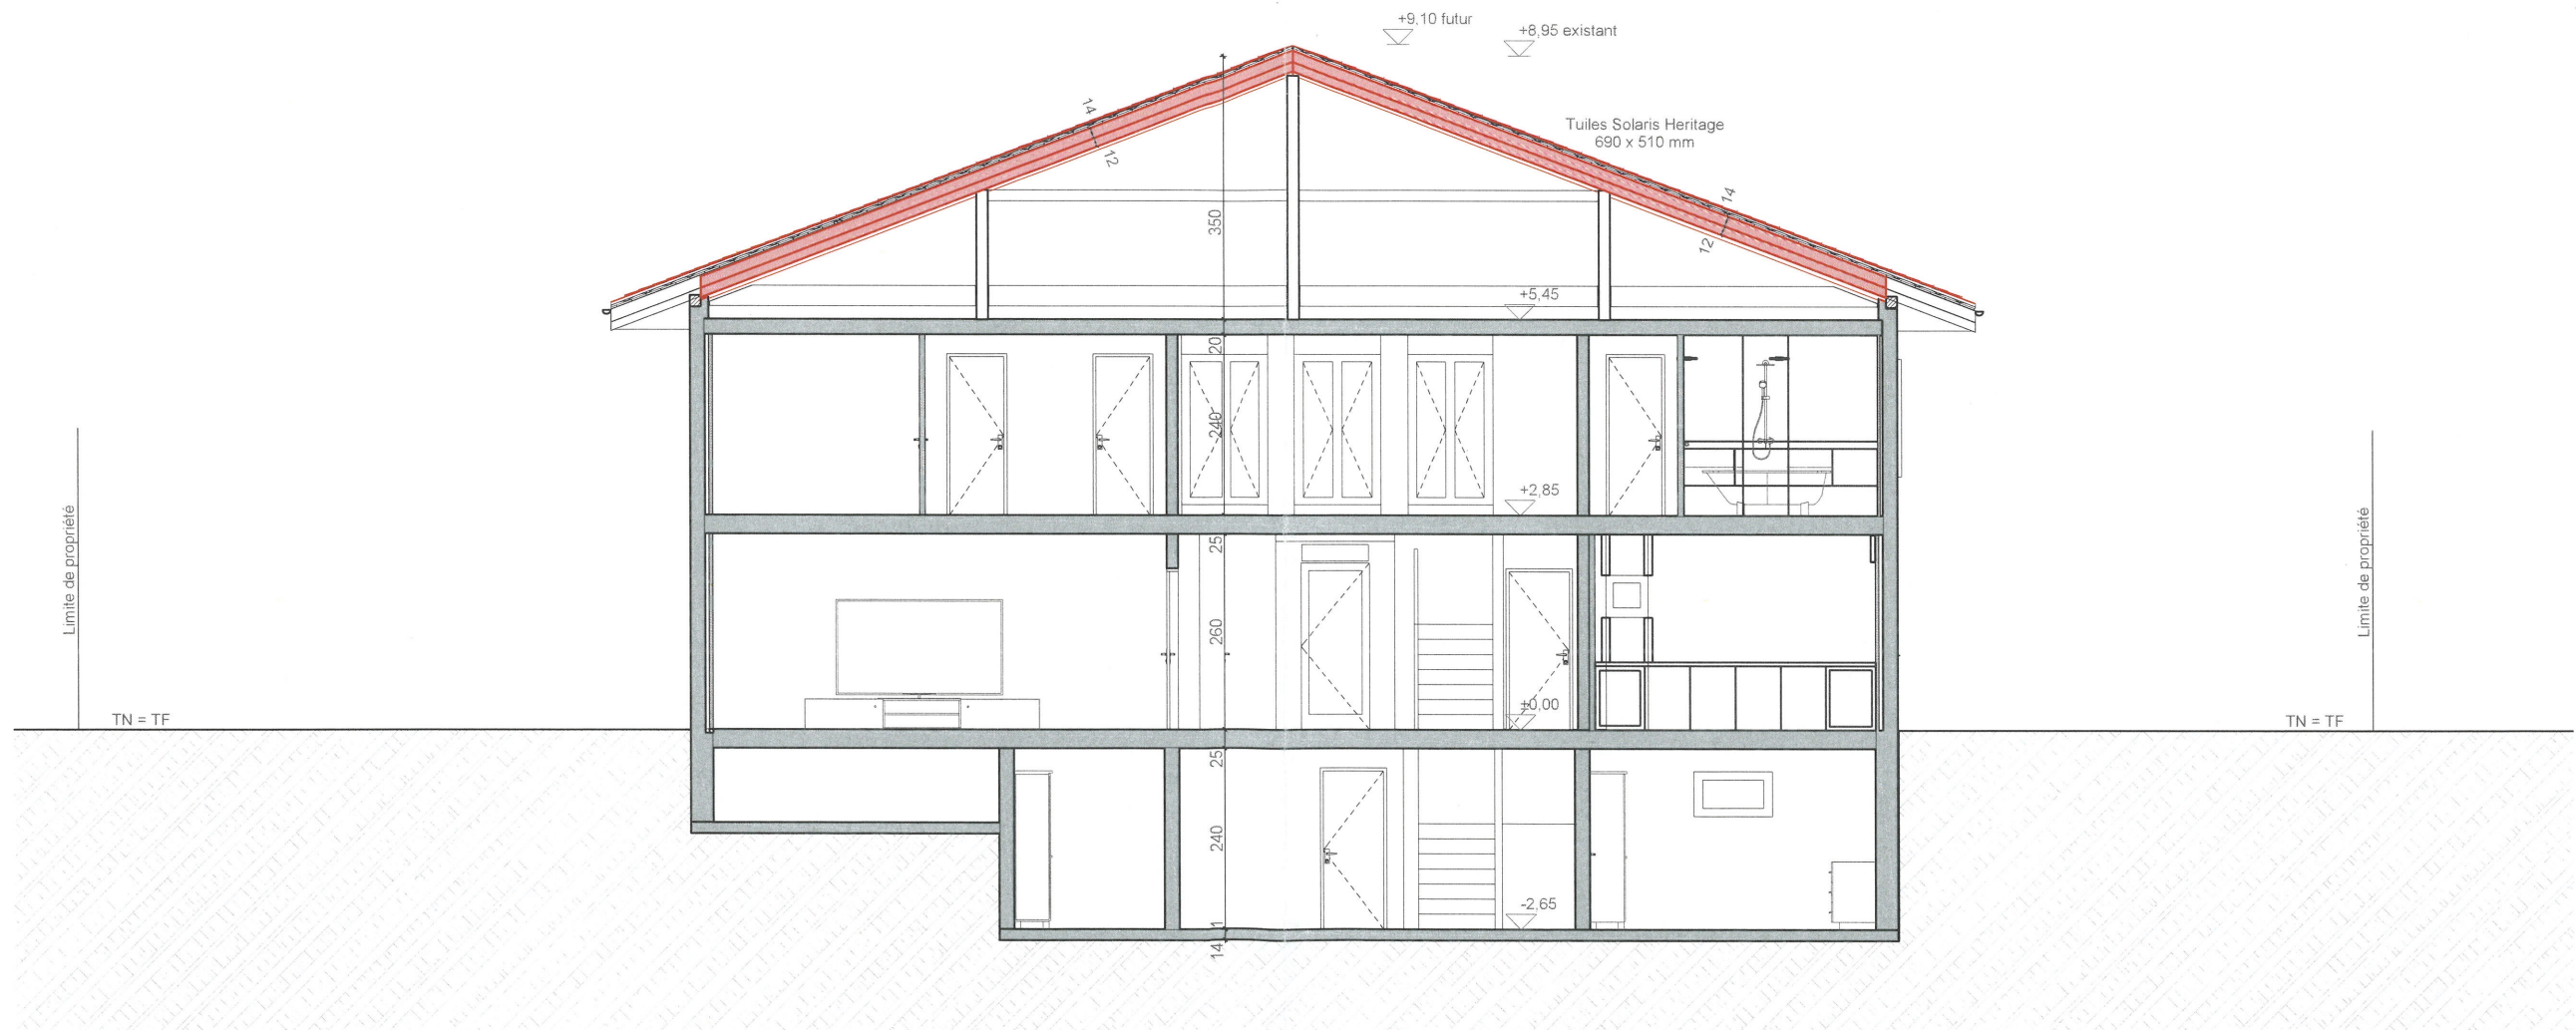 +9,10 futur
+8,95 existant
Tuiles Solaris Heritage
690 x 510 mm
14
12
14
12
350
+5,45
20
240
+2,85
25
260
±0,00
25
240
-2,65
1
14
Limite de propriété
Limite de propriété
TN = TF
TN = TF